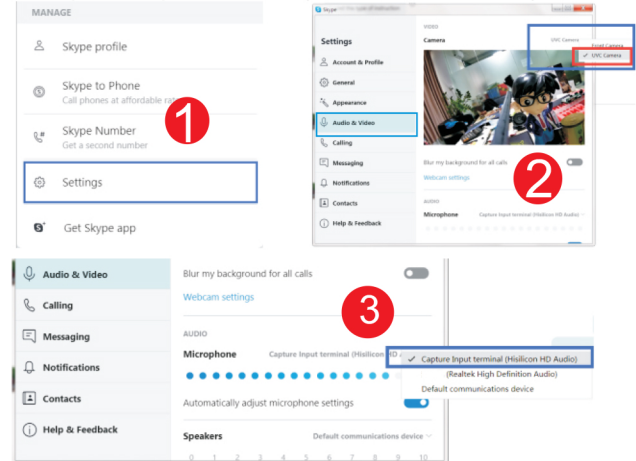 MANAGE
Skype profile
Skype to Phone
Call phones at affordable
Skype Number
Get a second number
Settings
Get Skype app
1
Skype
Settings
Account & Profile
General
Appearance
Audio & Video
Calling
Messaging
Notifications
Contacts
Help & Feedback
VIDEO
Camera
UVC Camera
Front Camera
✓ UVC Camera
Blur my background for all calls
Webcam settings
AUDIO
Microphone
Capture Input terminal (Hisilicon HD Audio)
2
Audio & Video
Calling
Messaging
Notifications
Contacts
Help & Feedback
Blur my background for all calls
Webcam settings
AUDIO
Microphone
Capture Input terminal (Hisilicon HD
Automatically adjust microphone settings
Speakers
Default communications device
0 1 2 3 4 5 6 7 8 9 10
3
✓ Capture Input terminal (Hisilicon HD Audio)
(Realtek High Definition Audio)
Default communications device